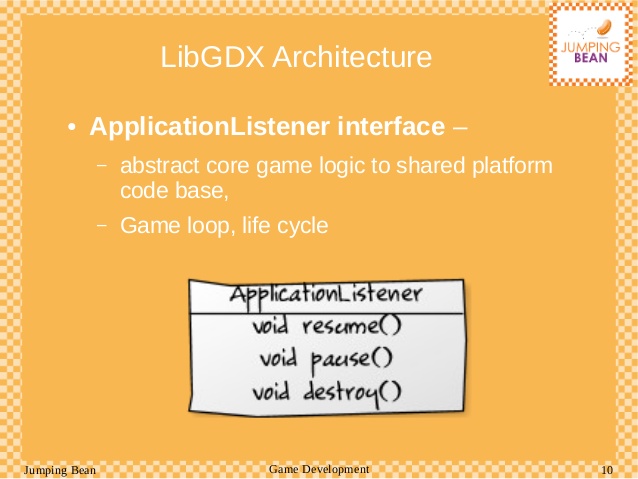 LibGDX Architecture
JUMPING
BEAN
● ApplicationListener interface –
– abstract core game logic to shared platform
code base,
– Game loop, life cycle
ApplicationListener
void resume()
void pause()
void destroy()
Jumping Bean
Game Development
10